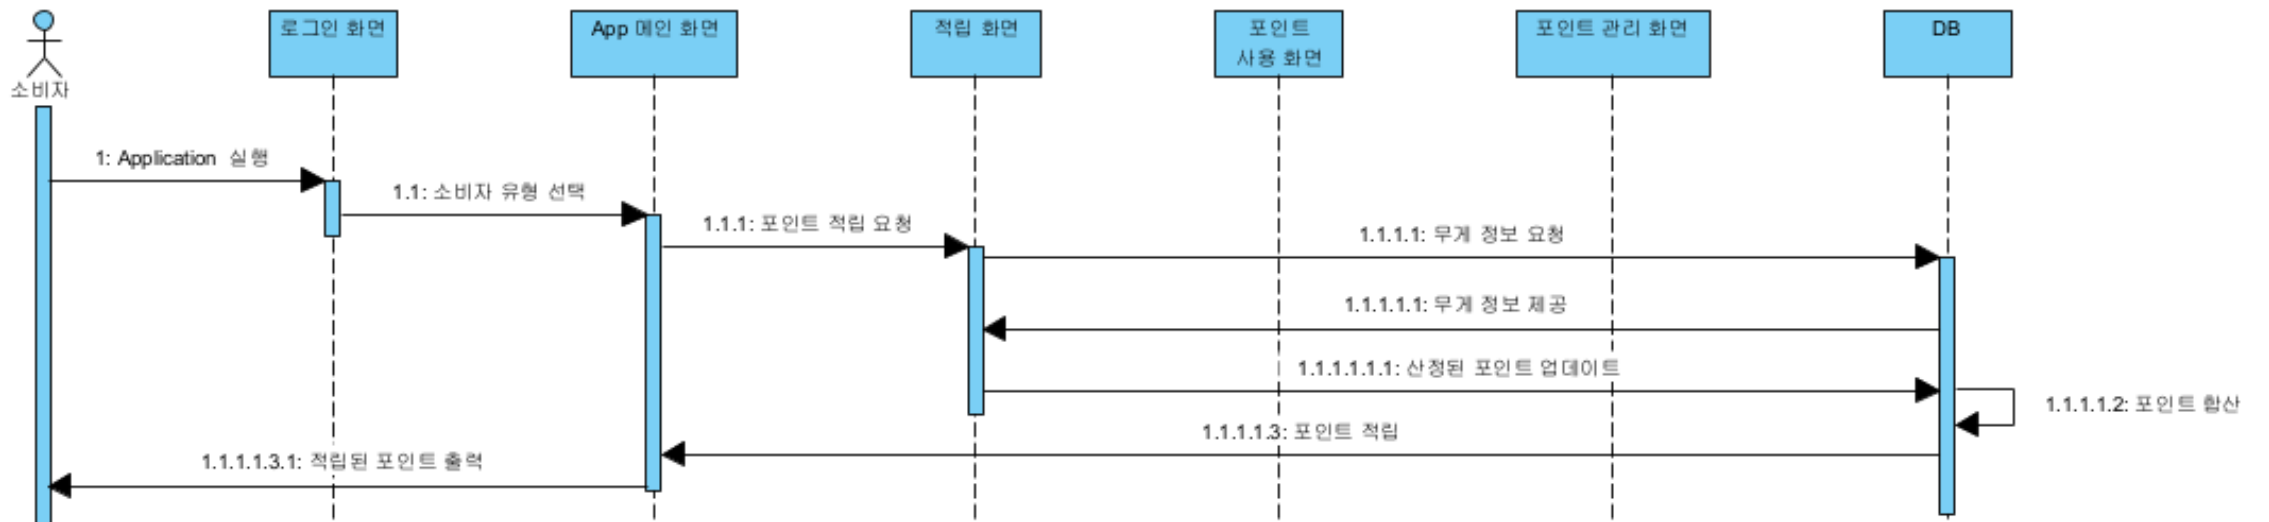 로그인 화면
App 메인 화면
적립 화면
포인트
사용 화면
포인트 관리 화면
DB
소비자
1: Application 실행
1.1: 소비자 유형 선택
1.1.1: 포인트 적립 요청
1.1.1.1: 무게 정보 요청
1.1.1.1.1: 무게 정보 제공
1.1.1.1.1.1: 산정된 포인트 업데이트
1.1.1.1.2: 포인트 합산
1.1.1.1.3: 포인트 적립
1.1.1.1.3.1: 적립된 포인트 출력